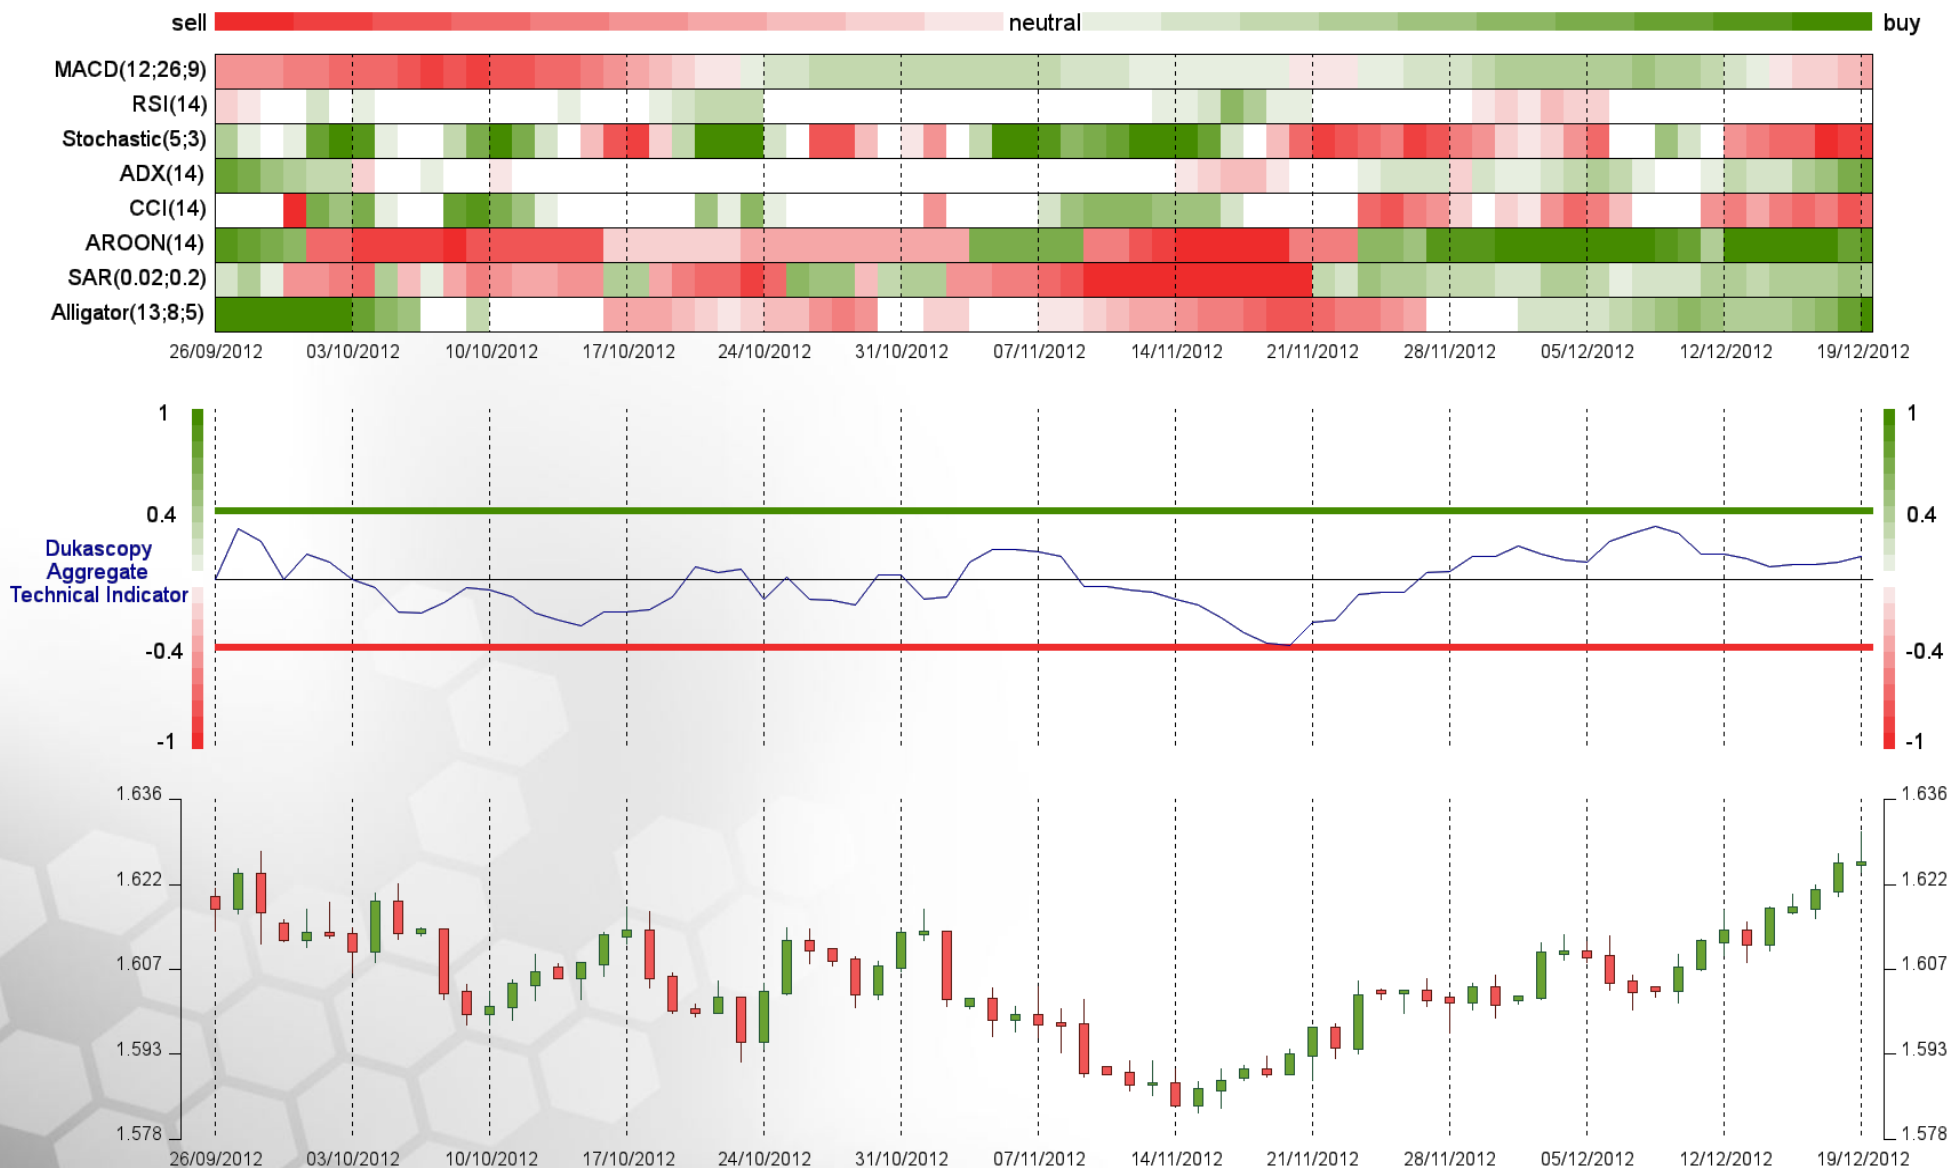 sell neutral buy
MACD(12;26;9)
RSI(14)
Stochastic(5;3)
ADX(14)
CCI(14)
AROON(14)
SAR(0.02;0.2)
Alligator(13;8;5)
26/09/2012 03/10/2012 10/10/2012 17/10/2012 24/10/2012 31/10/2012 07/11/2012 14/11/2012 21/11/2012 28/11/2012 05/12/2012 12/12/2012 19/12/2012
1 1
0.4 0.4
Dukascopy
Aggregate
Technical Indicator
-0.4 -0.4
-1 -1
1.636 1.636
1.622 1.622
1.607 1.607
1.593 1.593
1.578 1.578
26/09/2012 03/10/2012 10/10/2012 17/10/2012 24/10/2012 31/10/2012 07/11/2012 14/11/2012 21/11/2012 28/11/2012 05/12/2012 12/12/2012 19/12/2012